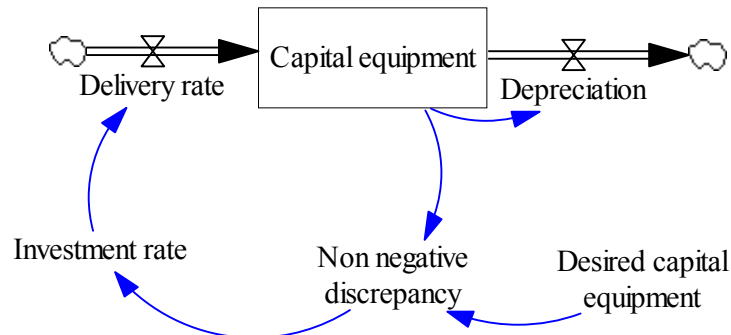 Capital equipment
Delivery rate
Depreciation
Investment rate
Non negative
discrepancy
Desired capital
equipment